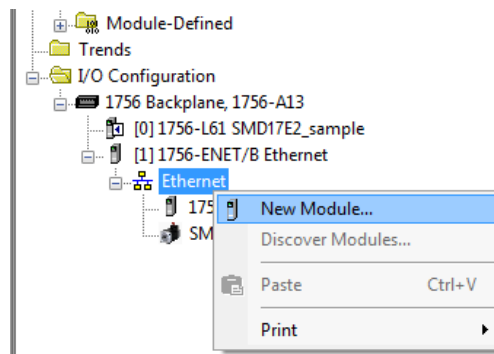 Module-Defined
Trends
I/O Configuration
1756 Backplane, 1756-A13
[0] 1756-L61 SMD17E2_sample
[1] 1756-ENET/B Ethernet
Ethernet
175
SM
New Module...
Discover Modules...
Paste Ctrl+V
Print